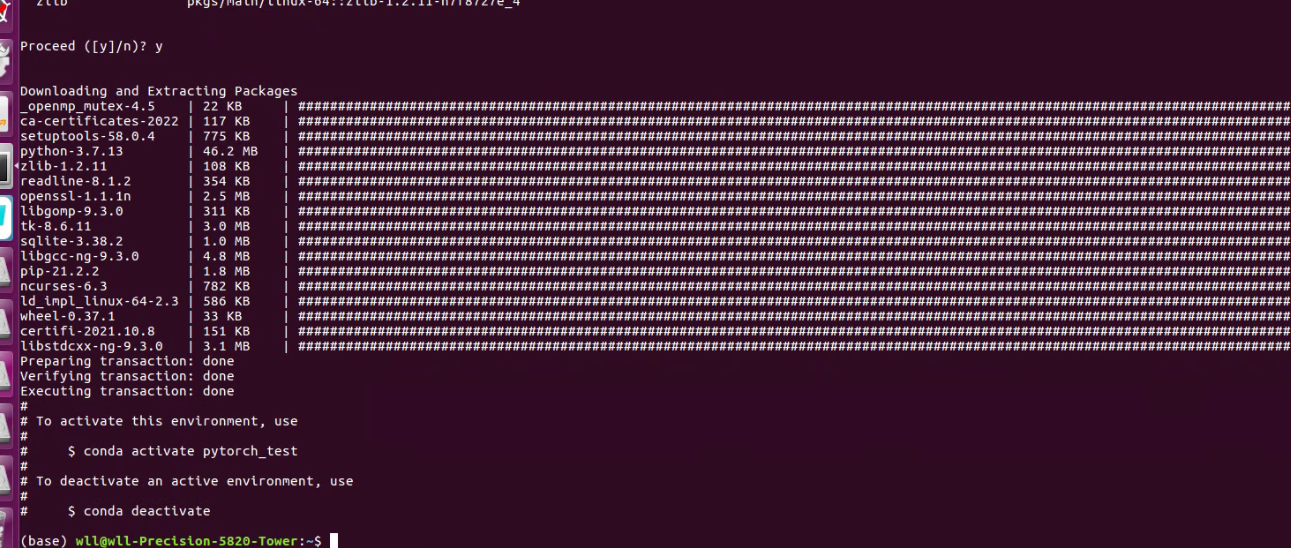 zlib pkgs/main/linux-64::zlib-1.2.11-h7f8727e_4
Proceed ([y]/n)? y
Downloading and Extracting Packages
_openmp_mutex-4.5 | 22 KB | ##############################################################################################################################
ca-certificates-2022 | 117 KB | ##############################################################################################################################
setuptools-58.0.4 | 775 KB | ##############################################################################################################################
python-3.7.13 | 46.2 MB | ##############################################################################################################################
zlib-1.2.11 | 108 KB | ##############################################################################################################################
readline-8.1.2 | 354 KB | ##############################################################################################################################
openssl-1.1.1n | 2.5 MB | ##############################################################################################################################
libgomp-9.3.0 | 311 KB | ##############################################################################################################################
tk-8.6.11 | 3.0 MB | ##############################################################################################################################
sqlite-3.38.2 | 1.0 MB | ##############################################################################################################################
libgcc-ng-9.3.0 | 4.8 MB | ##############################################################################################################################
pip-21.2.2 | 1.8 MB | ##############################################################################################################################
ncurses-6.3 | 782 KB | ##############################################################################################################################
ld_impl_linux-64-2.3 | 586 KB | ##############################################################################################################################
wheel-0.37.1 | 33 KB | ##############################################################################################################################
certifi-2021.10.8 | 151 KB | ##############################################################################################################################
libstdcxx-ng-9.3.0 | 3.1 MB | ##############################################################################################################################
Preparing transaction: done
Verifying transaction: done
Executing transaction: done
#
# To activate this environment, use
#
# $ conda activate pytorch_test
#
# To deactivate an active environment, use
#
# $ conda deactivate
(base) wll@wll-Precision-5820-Tower:~$